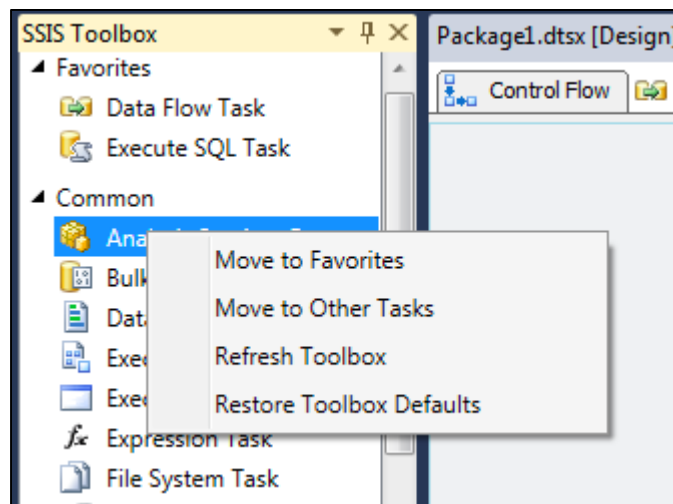 SSIS Toolbox
Package1.dtsx [Design]
Favorites
Control Flow
Data Flow Task
Execute SQL Task
Common
Move to Favorites
Move to Other Tasks
Refresh Toolbox
Restore Toolbox Defaults
Expression Task
File System Task